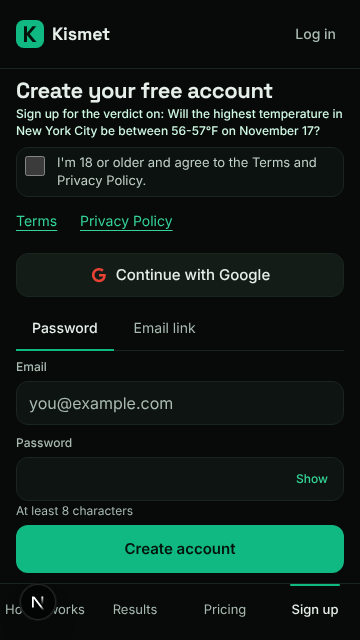 Kismet
Log in
Create your free account
Sign up for the verdict on: Will the highest temperature in
New York City be between 56-57°F on November 17?
I'm 18 or older and agree to the Terms and
Privacy Policy.
Terms Privacy Policy
Continue with Google
Password Email link
Email
you@example.com
Password
Show
At least 8 characters
Create account
Results Pricing Sign up